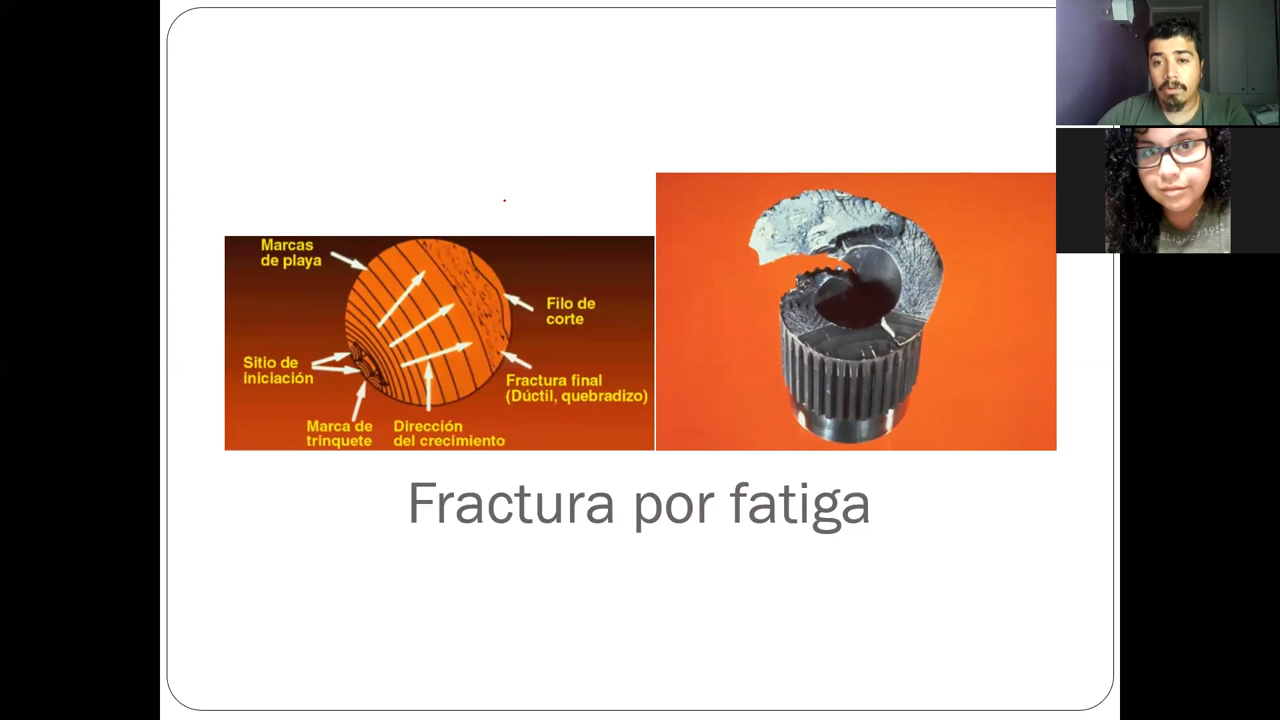 Marcas
de playa
Filo de
corte
Sitio de
iniciación
Fractura final
(Dúctil, quebradizo)
Marca de
trinquete
Dirección
del crecimiento
Fractura por fatiga